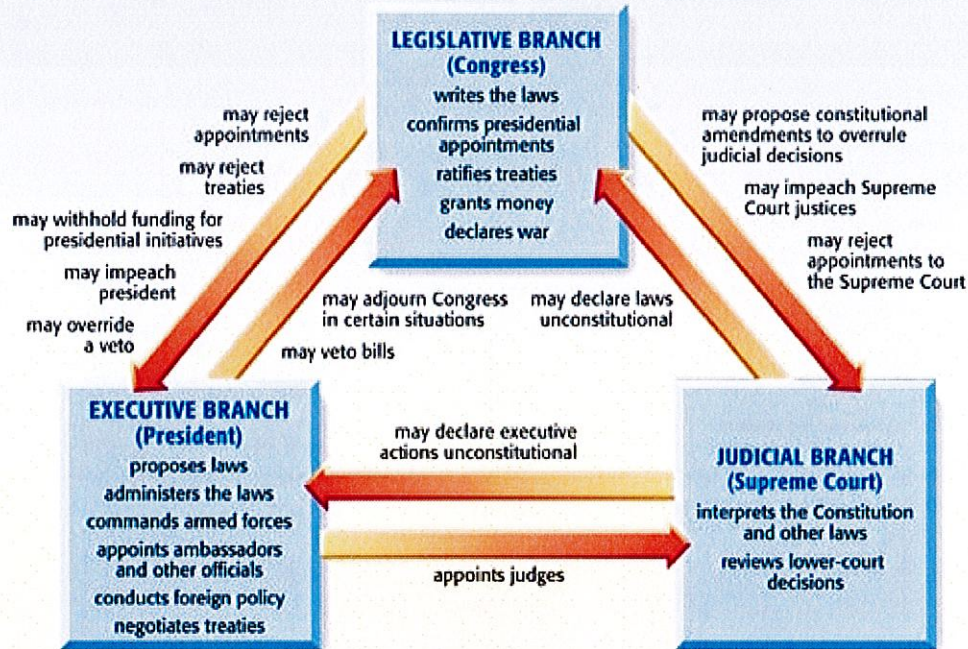 LEGISLATIVE BRANCH
(Congress)
writes the laws
confirms presidential
appointments
ratifies treaties
grants money
declares war
may reject
appointments
may reject
treaties
may withhold funding for
presidential initiatives
may impeach
president
may override
a veto
may adjourn Congress
in certain situations
may veto bills
may declare laws
unconstitutional
may propose constitutional
amendments to overrule
judicial decisions
may impeach Supreme
Court justices
may reject
appointments to
the Supreme Court
EXECUTIVE BRANCH
(President)
proposes laws
administers the laws
commands armed forces
appoints ambassadors
and other officials
conducts foreign policy
negotiates treaties
may declare executive
actions unconstitutional
appoints judges
JUDICIAL BRANCH
(Supreme Court)
interprets the Constitution
and other laws
reviews lower-court
decisions